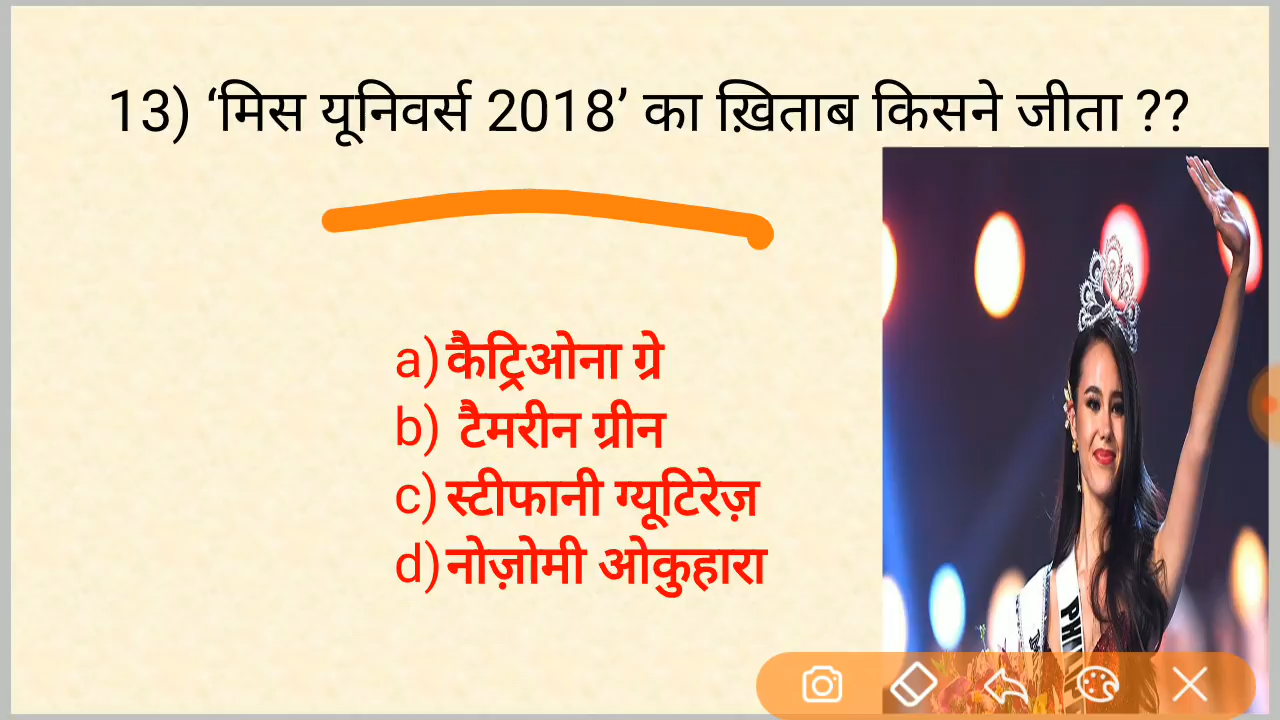 13) ‘मिस यूनिवर्स 2018’ का ख़िताब किसने जीता ??
a) कैट्रिओना ग्रे
b) टैमरीन ग्रीन
c) स्टीफानी ग्यूटिरेज़
d) नोज़ोमी ओकुहारा